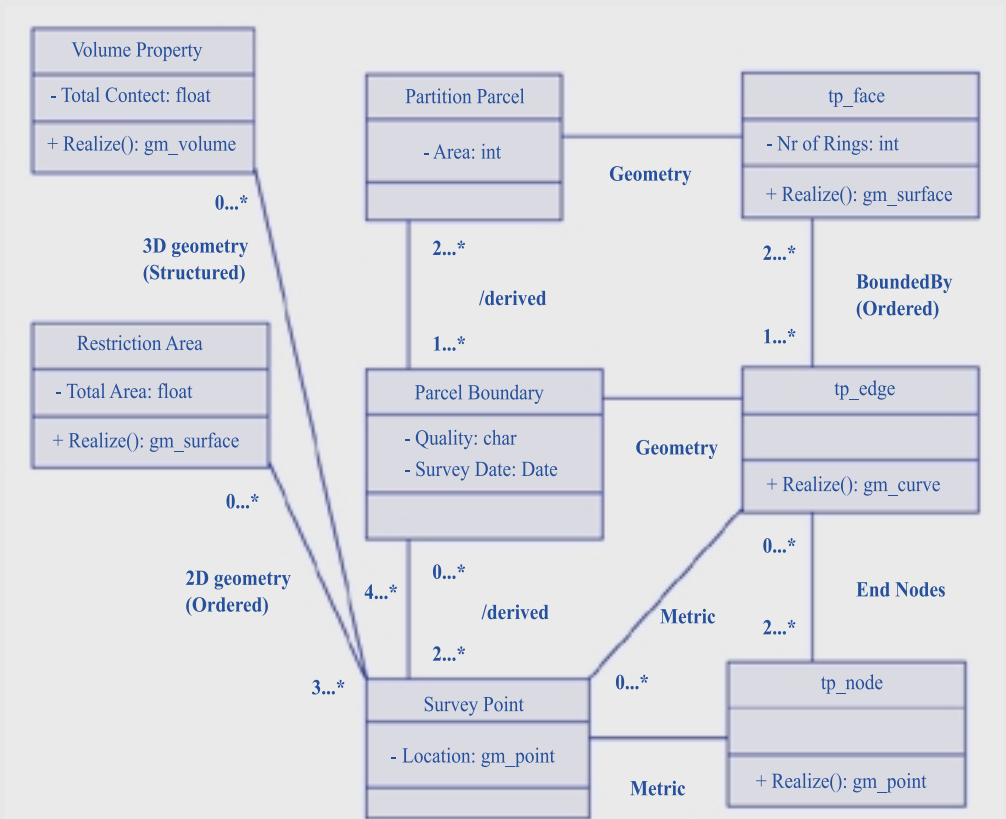 Volume Property
- Total Contect: float
+ Realize(): gm_volume
0...*
3D geometry
(Structured)
Restriction Area
- Total Area: float
+ Realize(): gm_surface
0...*
2D geometry
(Ordered)
3...*
4...*
Partition Parcel
- Area: int
2...*
/derived
1...*
Parcel Boundary
- Quality: char
- Survey Date: Date
0...*
/derived
2...*
Survey Point
- Location: gm_point
Geometry
Geometry
Metric
0...*
Metric
tp_face
- Nr of Rings: int
+ Realize(): gm_surface
2...*
BoundedBy
(Ordered)
1...*
tp_edge
+ Realize(): gm_curve
0...*
End Nodes
2...*
tp_node
+ Realize(): gm_point